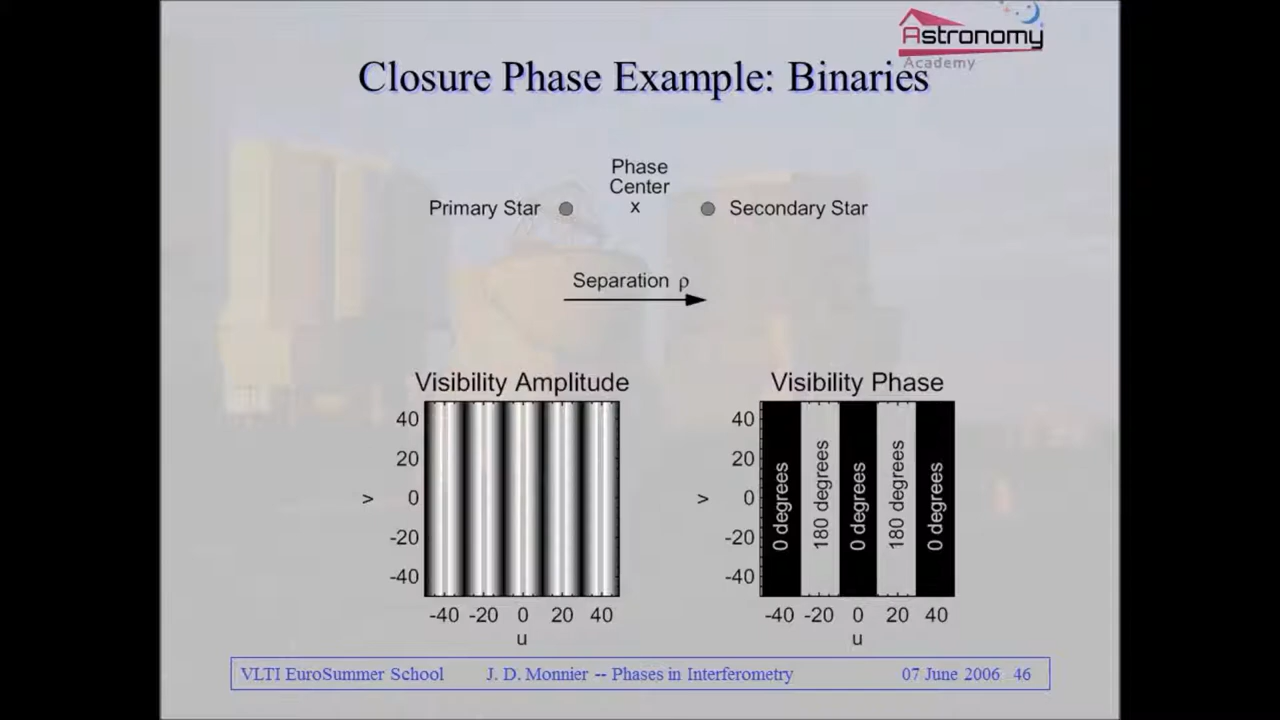 Astronomy
Academy
Closure Phase Example: Binaries
Phase
Center
Primary Star x Secondary Star
Separation ρ
Visibility Amplitude
40
20
0
-20
-40
v
-40 -20 0 20 40
u
Visibility Phase
40
20
0
-20
-40
v
0 degrees
180 degrees
0 degrees
180 degrees
0 degrees
-40 -20 0 20 40
u
VLTI EuroSummer School J. D. Monnier -- Phases in Interferometry 07 June 2006 46